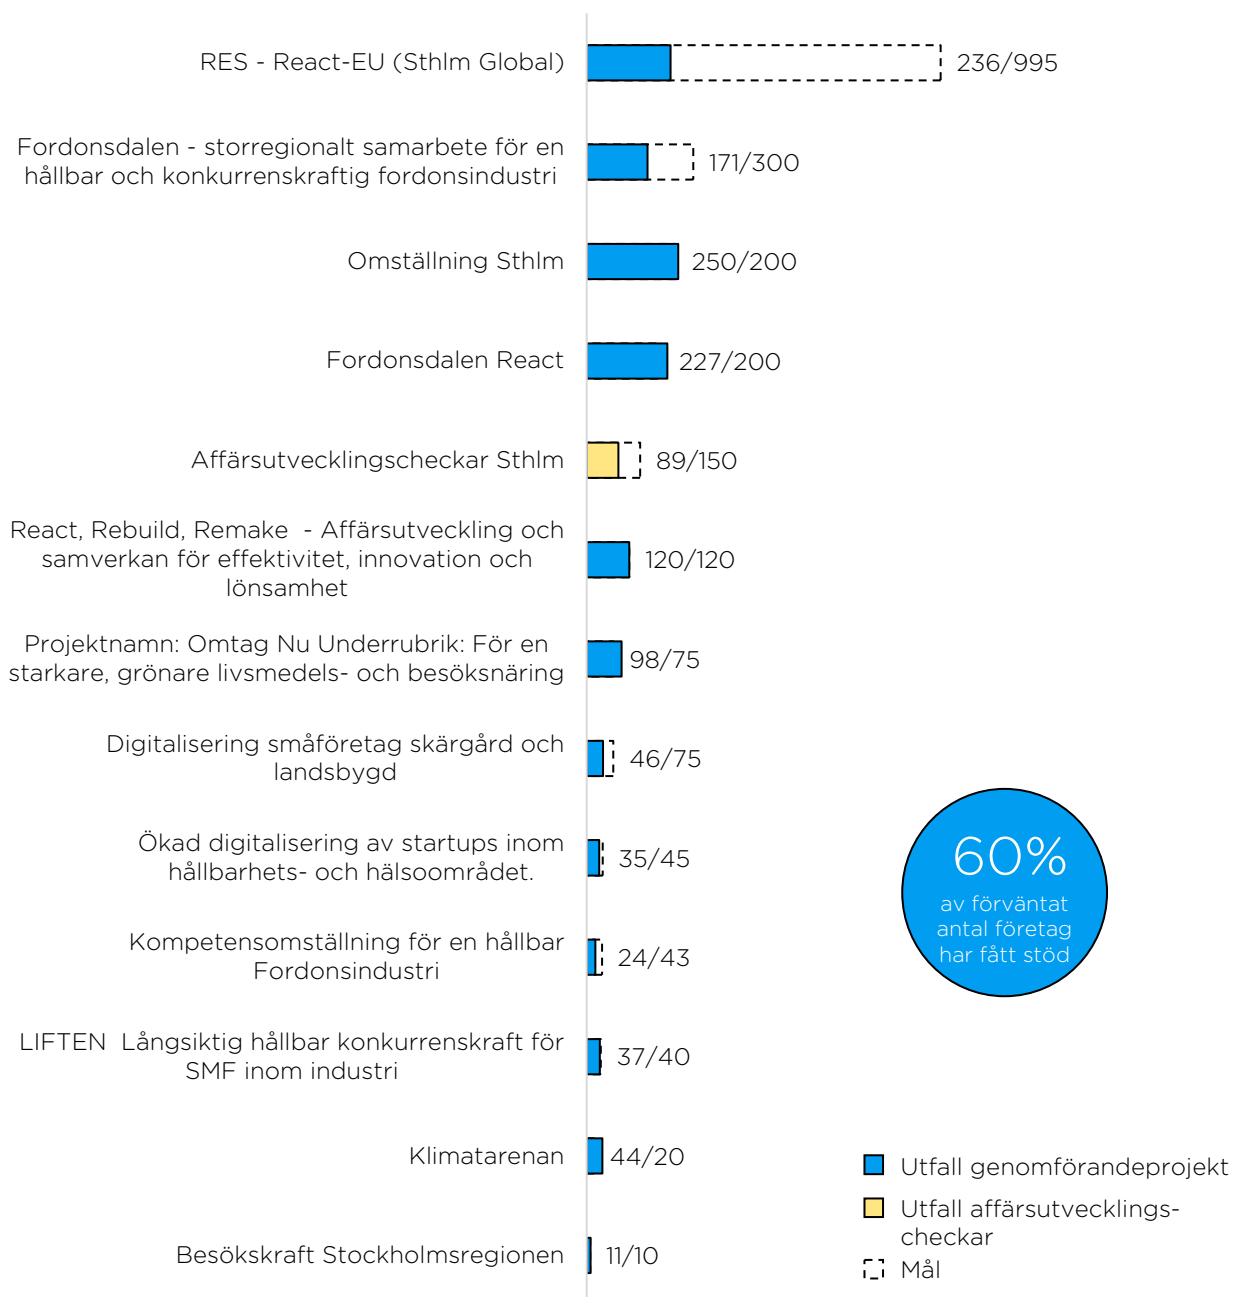 RES - React-EU (Sthlm Global)
236/995
Fordonsdalen - storregionalt samarbete för en
hållbar och konkurrenskraftig fordonsindustri
171/300
Omställning Sthlm
250/200
Fordonsdalen React
227/200
Affärsutvecklingscheckar Sthlm
89/150
React, Rebuild, Remake  - Affärsutveckling och
samverkan för effektivitet, innovation och
lönsamhet
120/120
Projektnamn: Omtag Nu Underrubrik: För en
starkare, grönare livsmedels- och besöksnäring
98/75
Digitalisering småföretag skärgård och
landsbygd
46/75
Ökad digitalisering av startups inom
hållbarhets- och hälsoområdet.
35/45
Kompetensomställning för en hållbar
Fordonsindustri
24/43
LIFTEN  Långsiktig hållbar konkurrenskraft för
SMF inom industri
37/40
Klimatarenan
44/20
Besökskraft Stockholmsregionen
11/10
60%
av förväntat
antal företag
har fått stöd
Utfall genomförandeprojekt
Utfall affärsutvecklings-
checkar
Mål